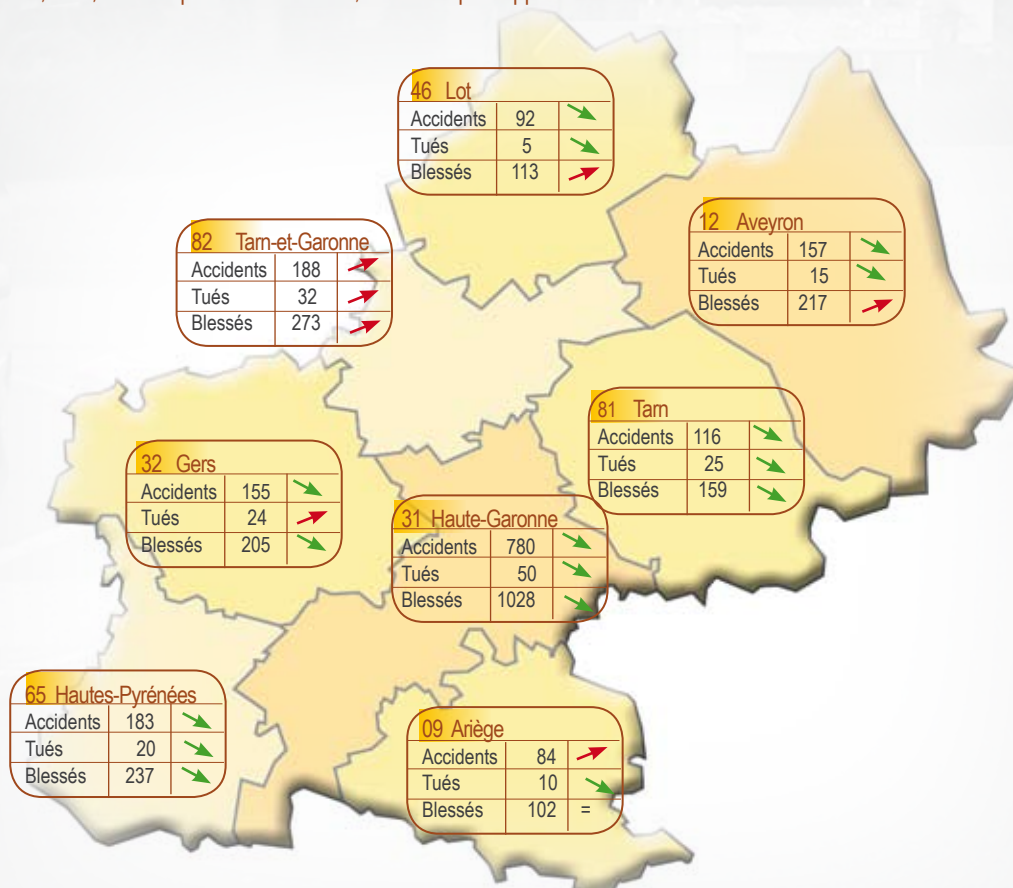 46 Lot
Accidents 92
Tués 5
Blessés 113
12 Aveyron
Accidents 157
Tués 15
Blessés 217
82 Tarn-et-Garonne
Accidents 188
Tués 32
Blessés 273
81 Tarn
Accidents 116
Tués 25
Blessés 159
32 Gers
Accidents 155
Tués 24
Blessés 205
31 Haute-Garonne
Accidents 780
Tués 50
Blessés 1028
65 Hautes-Pyrénées
Accidents 183
Tués 20
Blessés 237
09 Ariège
Accidents 84
Tués 10
Blessés 102 =